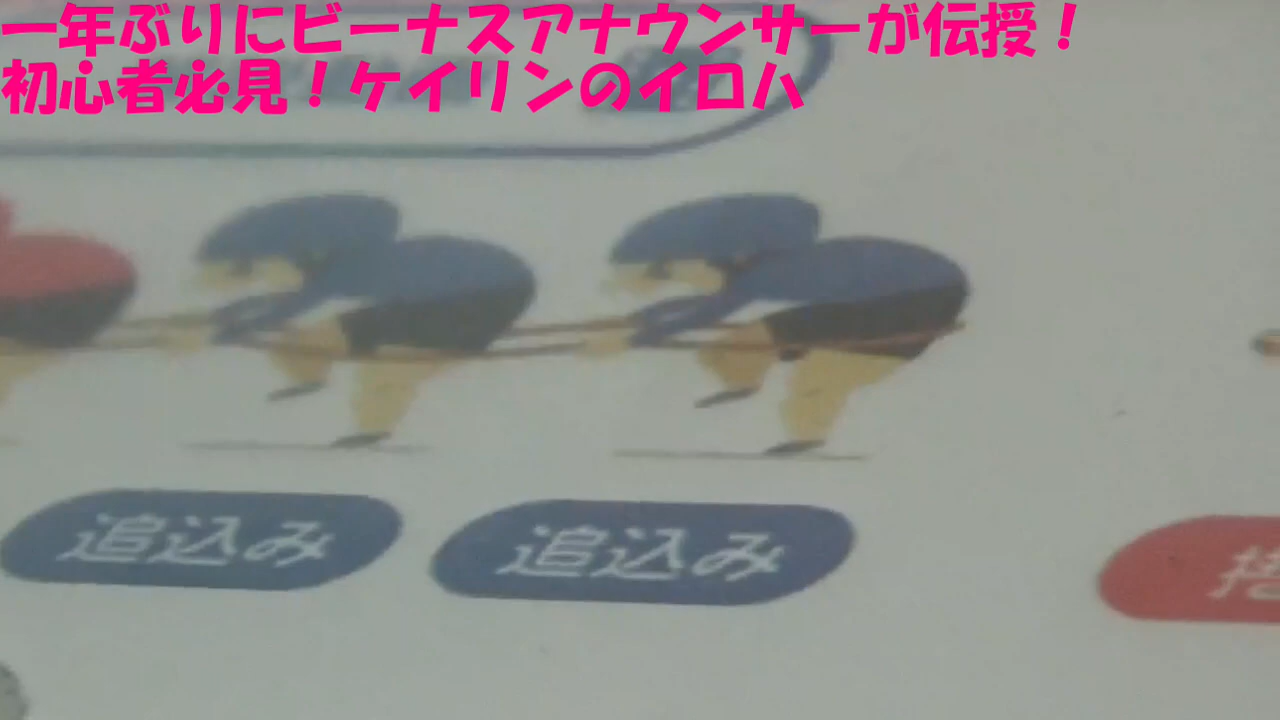 一年ぶりにビーナスアナウンサーが伝授！
初心者必見！ケイリンのイロハ
追込み
追込み
捲